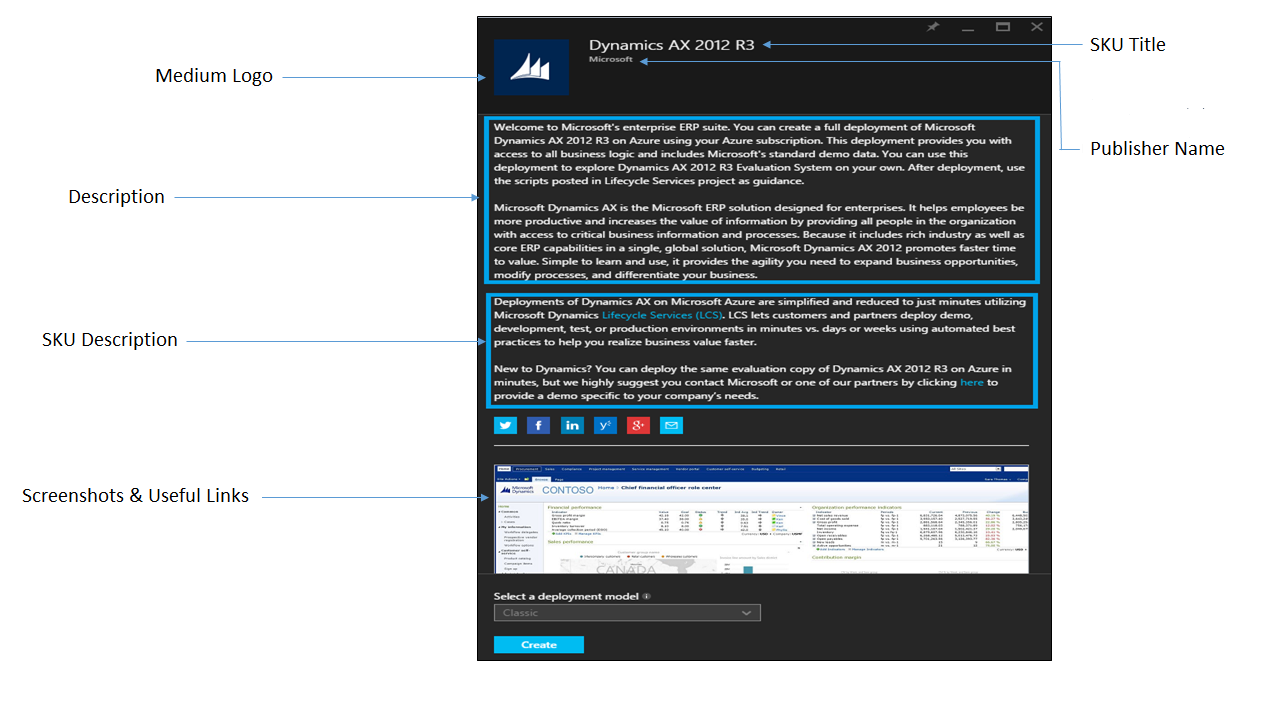 Dynamics AX 2012 R3
SKU Title
Microsoft
Medium Logo
Welcome to Microsoft's enterprise ERP suite. You can create a full deployment of Microsoft
Dynamics AX 2012 R3 on Azure using your Azure subscription. This deployment provides you with
access to all business logic and includes Microsoft's standard demo data. You can use this
deployment to explore Dynamics AX 2012 R3 Evaluation System on your own. After deployment, use
the scripts posted in Lifecycle Services project as guidance.
Publisher Name
Description
Microsoft Dynamics AX is the Microsoft ERP solution designed for enterprises. It helps employees be
more productive and increases the value of information by providing all people in the organization
with access to critical business information and processes. Because it includes rich industry as well as
core ERP capabilities in a single, global solution, Microsoft Dynamics AX 2012 promotes faster time
to value. Simple to learn and use, it provides the agility you need to expand business opportunities,
modify processes, and differentiate your business.
Deployments of Dynamics AX on Microsoft Azure are simplified and reduced to just minutes utilizing
Microsoft Dynamics Lifecycle Services (LCS). LCS lets customers and partners deploy demo,
development, test, or production environments in minutes vs. days or weeks using automated best
practices to help you realize business value faster.
SKU Description
New to Dynamics? You can deploy the same evaluation copy of Dynamics AX 2012 R3 on Azure in
minutes, but we highly suggest you contact Microsoft or one of our partners by clicking here to
provide a demo specific to your company's needs.
Screenshots & Useful Links
Microsoft Dynamics
CONTOSO Home › Chief financial officer role center
Financial performance
Organization performance indicators
Sales performance
Contribution margin
CANADA
Select a deployment model
Classic
Create